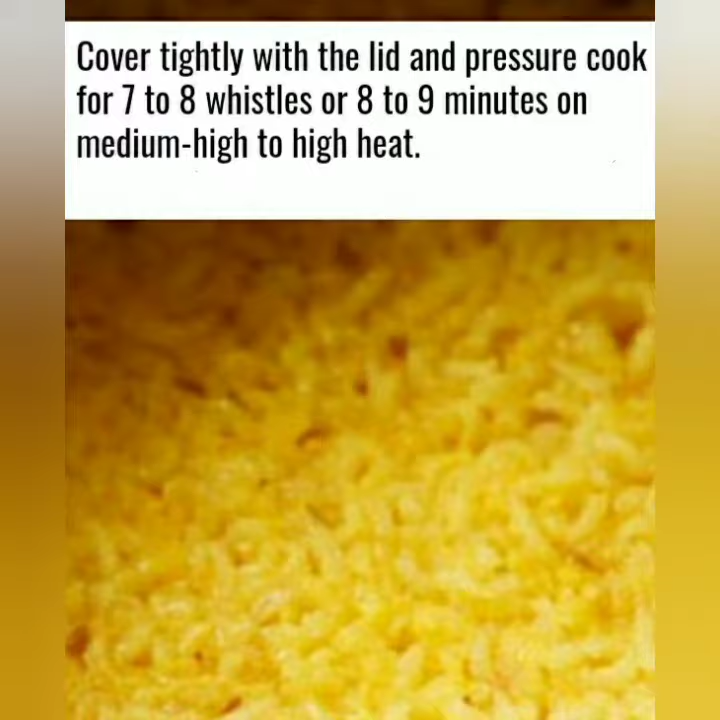 Cover tightly with the lid and pressure cook
for 7 to 8 whistles or 8 to 9 minutes on
medium-high to high heat.